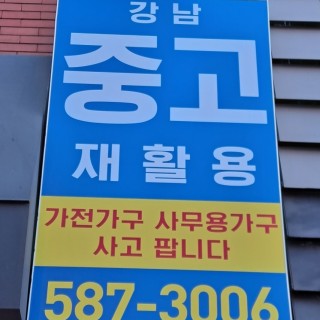 강남
중고
재활용
가전가구 사무용가구
사고 팝니다
587-3006